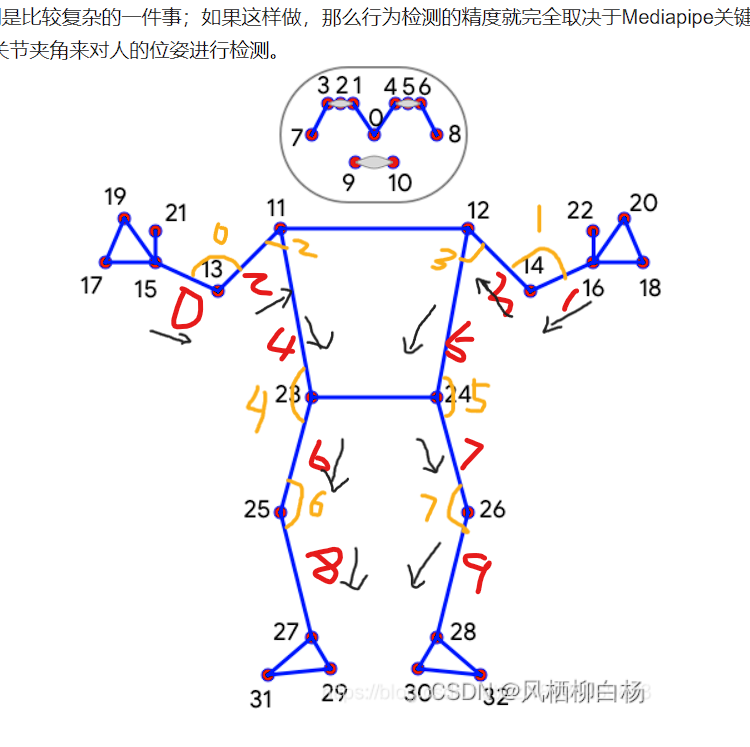 是比较复杂的一件事；如果这样做，那么行为检测的精度就完全取决于Mediapipe关键
关节夹角来对人的位姿进行检测。
3 2 1 4 5 6
0
7 8
9 10
19 21 11 12 22 20
0 1
2 3
13 14
17 15 16 18
0 2 3 1
4 5
23 24
4 5
6 7
25 6 7 26
8 9
27 28
31 29 30 32
CSDN @风栖柳白杨